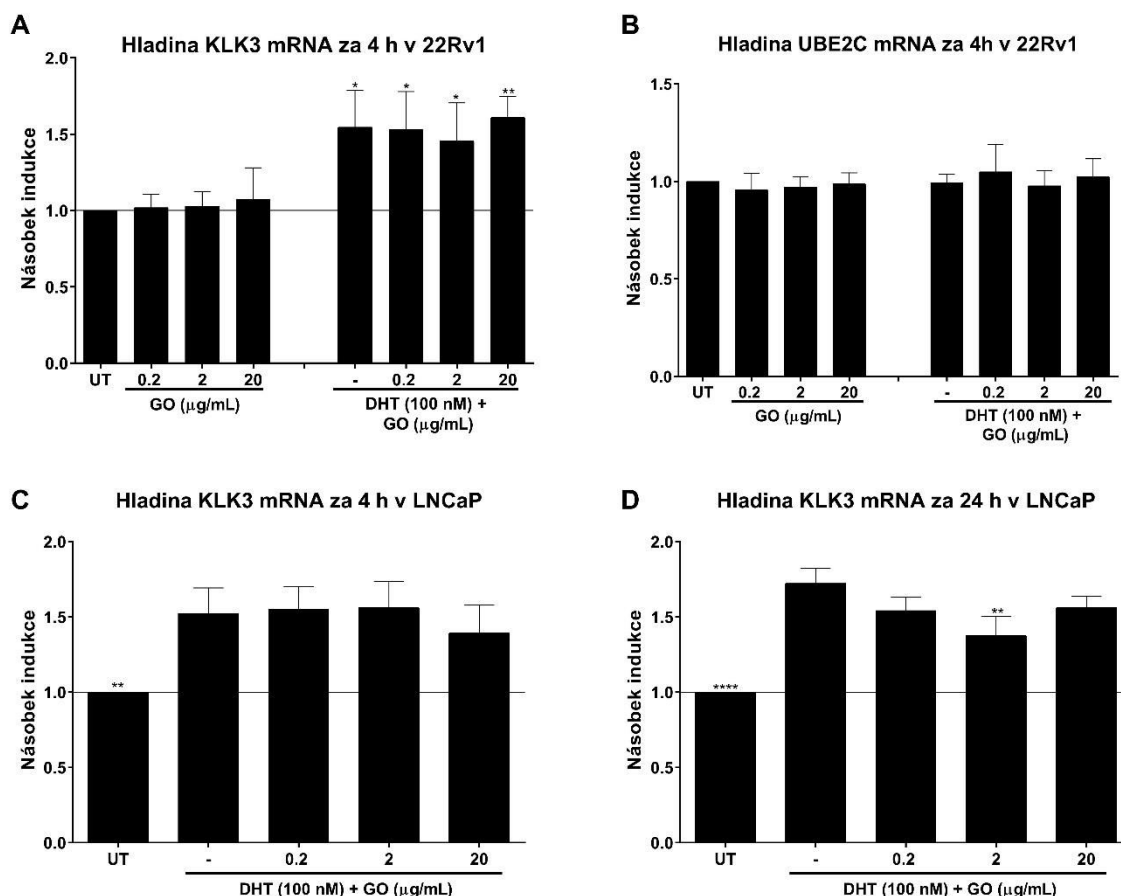 A
Hladina KLK3 mRNA za 4 h v 22Rv1
Násobek indukce
2.0
1.5
1.0
0.5
0.0
* * * **
UT 0.2 2 20 - 0.2 2 20
GO (μg/mL)
DHT (100 nM) +
GO (μg/mL)
B
Hladina UBE2C mRNA za 4h v 22Rv1
Násobek indukce
1.5
1.0
0.5
0.0
UT 0.2 2 20 - 0.2 2 20
GO (μg/mL)
DHT (100 nM) +
GO (μg/mL)
C
Hladina KLK3 mRNA za 4 h v LNCaP
Násobek indukce
2.0
1.5
1.0
0.5
0.0
**
UT - 0.2 2 20
DHT (100 nM) + GO (μg/mL)
D
Hladina KLK3 mRNA za 24 h v LNCaP
Násobek indukce
2.0
1.5
1.0
0.5
0.0
**** **
UT - 0.2 2 20
DHT (100 nM) + GO (μg/mL)